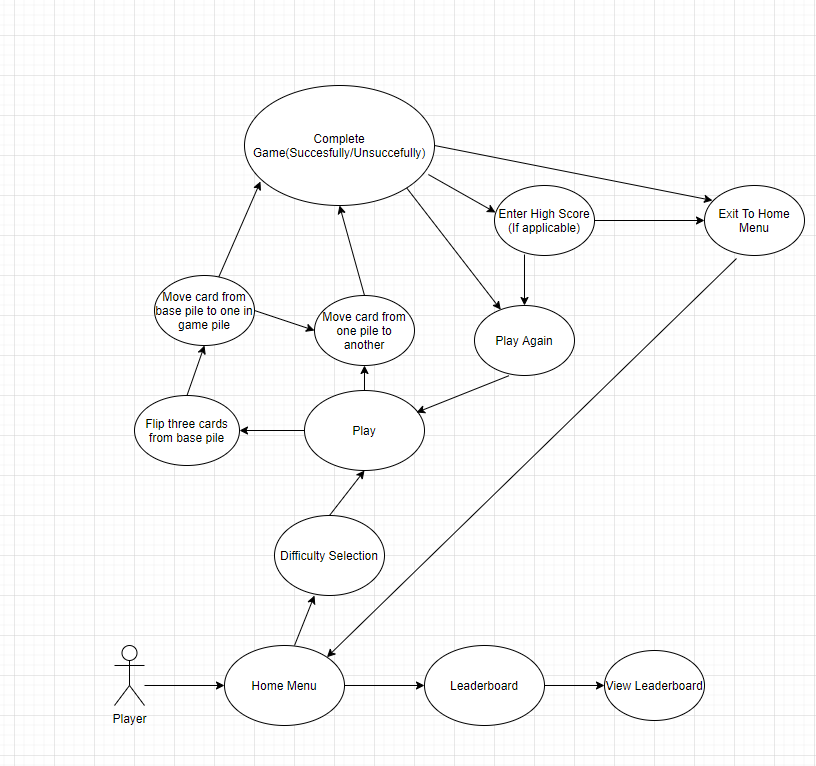 Complete
Game(Succesfully/Unsuccefully)
Enter High Score
(If applicable)
Exit To Home
Menu
Move card from
base pile to one in
game pile
Move card from
one pile to
another
Play Again
Flip three cards
from base pile
Play
Difficulty Selection
Home Menu
Leaderboard
View Leaderboard
Player